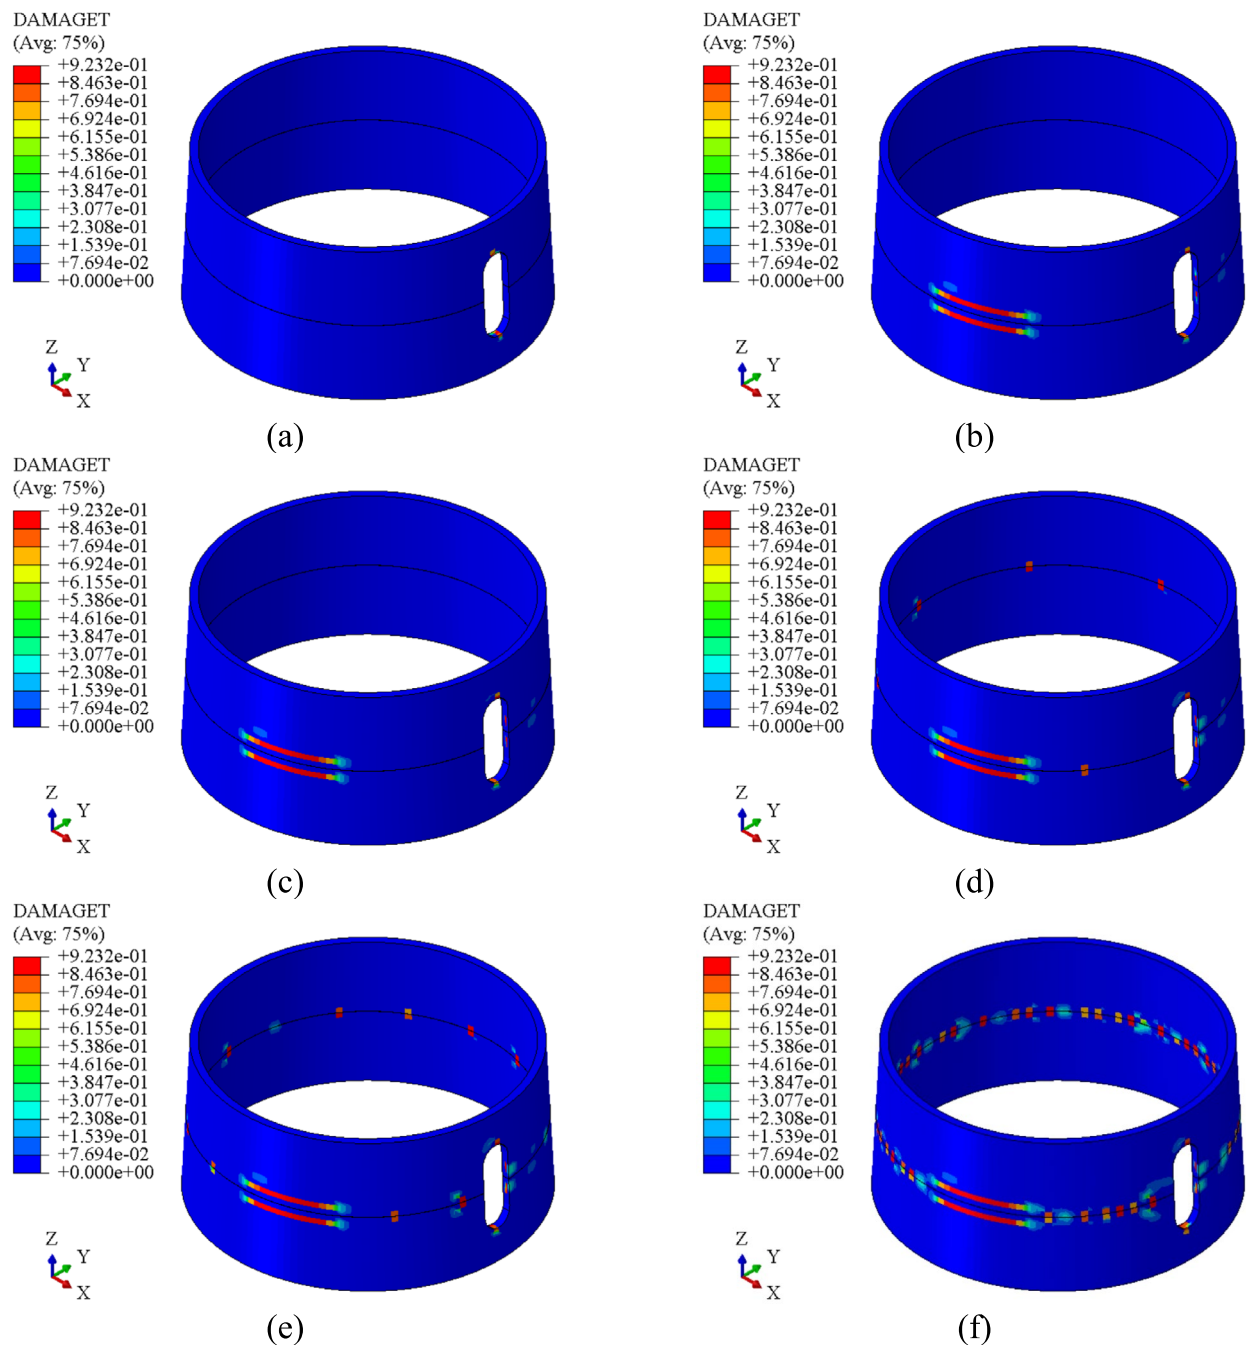 DAMAGET
(Avg: 75%)
+9.232e-01
+8.463e-01
+7.694e-01
+6.924e-01
+6.155e-01
+5.386e-01
+4.616e-01
+3.847e-01
+3.077e-01
+2.308e-01
+1.539e-01
+7.694e-02
+0.000e+00
Z
Y
X
(a)
DAMAGET
(Avg: 75%)
+9.232e-01
+8.463e-01
+7.694e-01
+6.924e-01
+6.155e-01
+5.386e-01
+4.616e-01
+3.847e-01
+3.077e-01
+2.308e-01
+1.539e-01
+7.694e-02
+0.000e+00
Z
Y
X
(b)
DAMAGET
(Avg: 75%)
+9.232e-01
+8.463e-01
+7.694e-01
+6.924e-01
+6.155e-01
+5.386e-01
+4.616e-01
+3.847e-01
+3.077e-01
+2.308e-01
+1.539e-01
+7.694e-02
+0.000e+00
Z
Y
X
(c)
DAMAGET
(Avg: 75%)
+9.232e-01
+8.463e-01
+7.694e-01
+6.924e-01
+6.155e-01
+5.386e-01
+4.616e-01
+3.847e-01
+3.077e-01
+2.308e-01
+1.539e-01
+7.694e-02
+0.000e+00
Z
Y
X
(d)
DAMAGET
(Avg: 75%)
+9.232e-01
+8.463e-01
+7.694e-01
+6.924e-01
+6.155e-01
+5.386e-01
+4.616e-01
+3.847e-01
+3.077e-01
+2.308e-01
+1.539e-01
+7.694e-02
+0.000e+00
Z
Y
X
(e)
DAMAGET
(Avg: 75%)
+9.232e-01
+8.463e-01
+7.694e-01
+6.924e-01
+6.155e-01
+5.386e-01
+4.616e-01
+3.847e-01
+3.077e-01
+2.308e-01
+1.539e-01
+7.694e-02
+0.000e+00
Z
Y
X
(f)